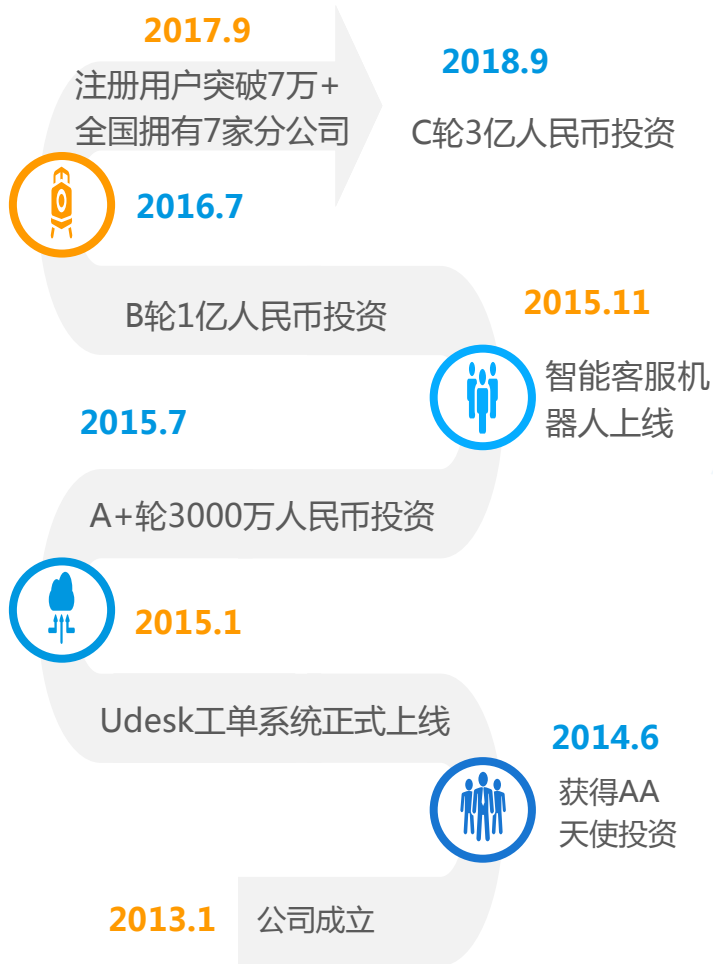 2017.9
注册用户突破7万+
全国拥有7家分公司
2018.9
C轮3亿人民币投资
2016.7
B轮1亿人民币投资
2015.11
智能客服机
器人上线
2015.7
A+轮3000万人民币投资
2015.1
Udesk工单系统正式上线
2014.6
获得AA
天使投资
2013.1
公司成立